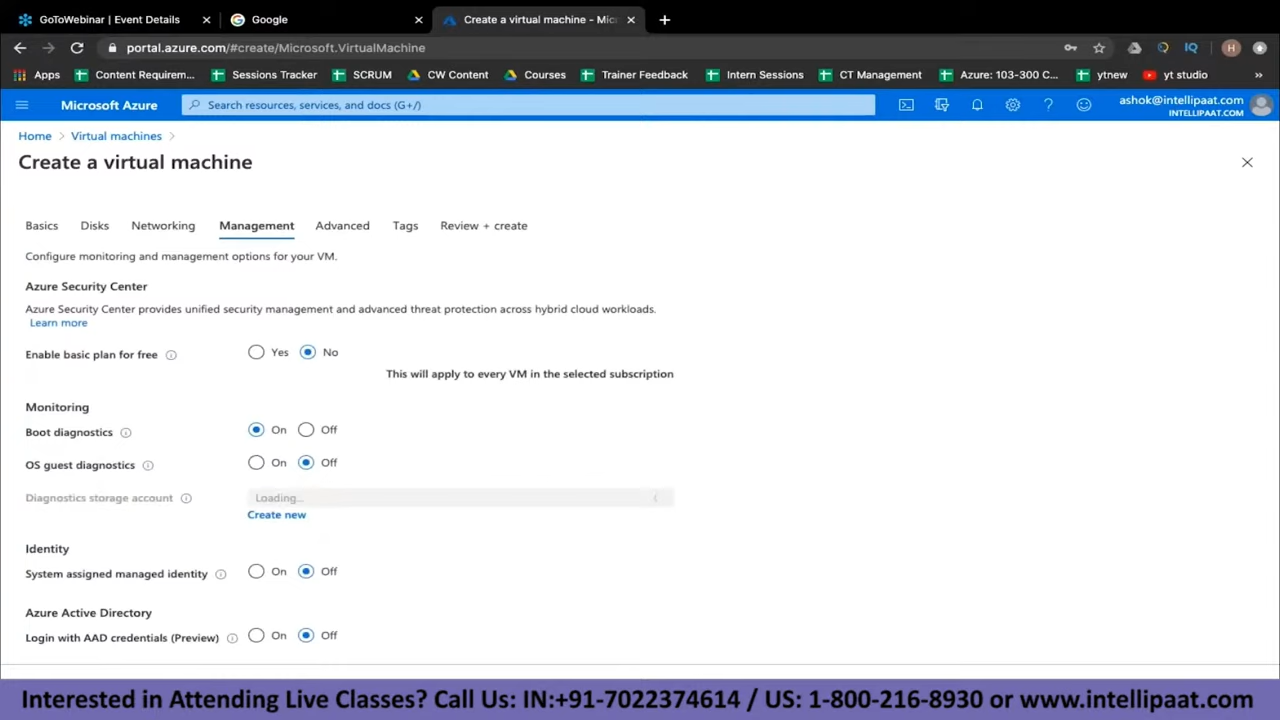 GoToWebinar | Event Details
Google
Create a virtual machine - Micr
portal.azure.com/#create/Microsoft.VirtualMachine
IQ
H
Apps
Content Requirem...
Sessions Tracker
SCRUM
CW Content
Courses
Trainer Feedback
Intern Sessions
CT Management
Azure: 103-300 C...
ytnew
yt studio
»
Microsoft Azure
Search resources, services, and docs (G+/)
ashok@intellipaat.com
INTELLIPAAT.COM
Home > Virtual machines >
Create a virtual machine
Basics Disks Networking Management Advanced Tags Review + create
Configure monitoring and management options for your VM.
Azure Security Center
Azure Security Center provides unified security management and advanced threat protection across hybrid cloud workloads.
Learn more
Enable basic plan for free Yes No
This will apply to every VM in the selected subscription
Monitoring
Boot diagnostics On Off
OS guest diagnostics On Off
Diagnostics storage account Loading...
Create new
Identity
System assigned managed identity On Off
Azure Active Directory
Login with AAD credentials (Preview) On Off
Interested in Attending Live Classes? Call Us: IN:+91-7022374614 / US: 1-800-216-8930 or www.intellipaat.com